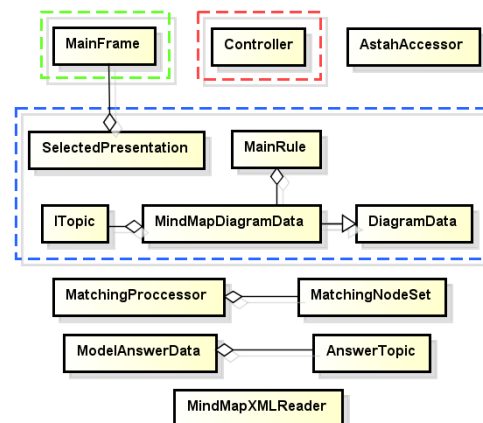 MainFrame
Controller
AstahAccessor
SelectedPresentation
MainRule
ITopic
MindMapDiagramData
DiagramData
MatchingProccessor
MatchingNodeSet
ModelAnswerData
AnswerTopic
MindMapXMLReader